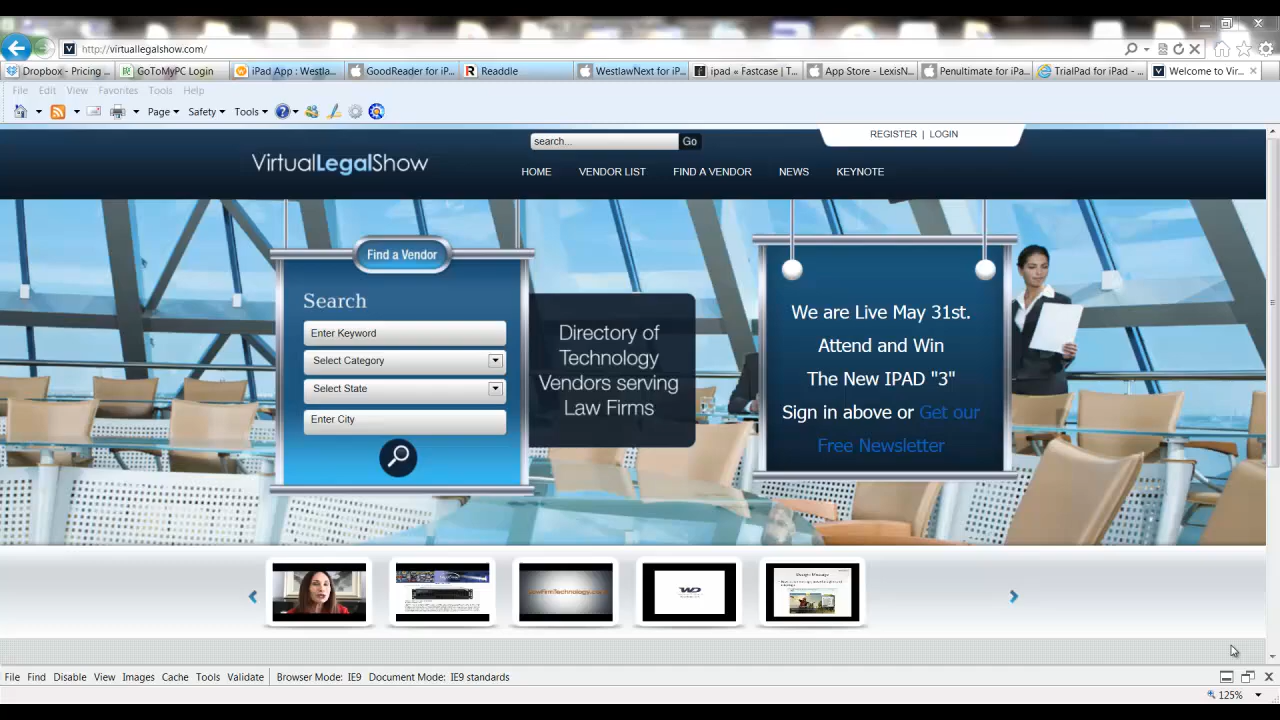 http://virtuallegalshow.com/
Dropbox - Pricing ...
GoToMyPC Login
iPad App : Westla...
GoodReader for iP...
Readdle
WestlawNext for iP...
ipad « Fastcase | T...
App Store - LexisN...
Penultimate for iPa...
TrialPad for iPad - ...
Welcome to Vir...
File Edit View Favorites Tools Help
Page Safety Tools
REGISTER | LOGIN
search... Go
VirtualLegalShow
HOME VENDOR LIST FIND A VENDOR NEWS KEYNOTE
Find a Vendor
Search
Enter Keyword
Select Category
Select State
Enter City
Directory of
Technology
Vendors serving
Law Firms
We are Live May 31st.
Attend and Win
The New IPAD "3"
Sign in above or Get our
Free Newsletter
WD
File Find Disable View Images Cache Tools Validate Browser Mode: IE9 Document Mode: IE9 standards
125%